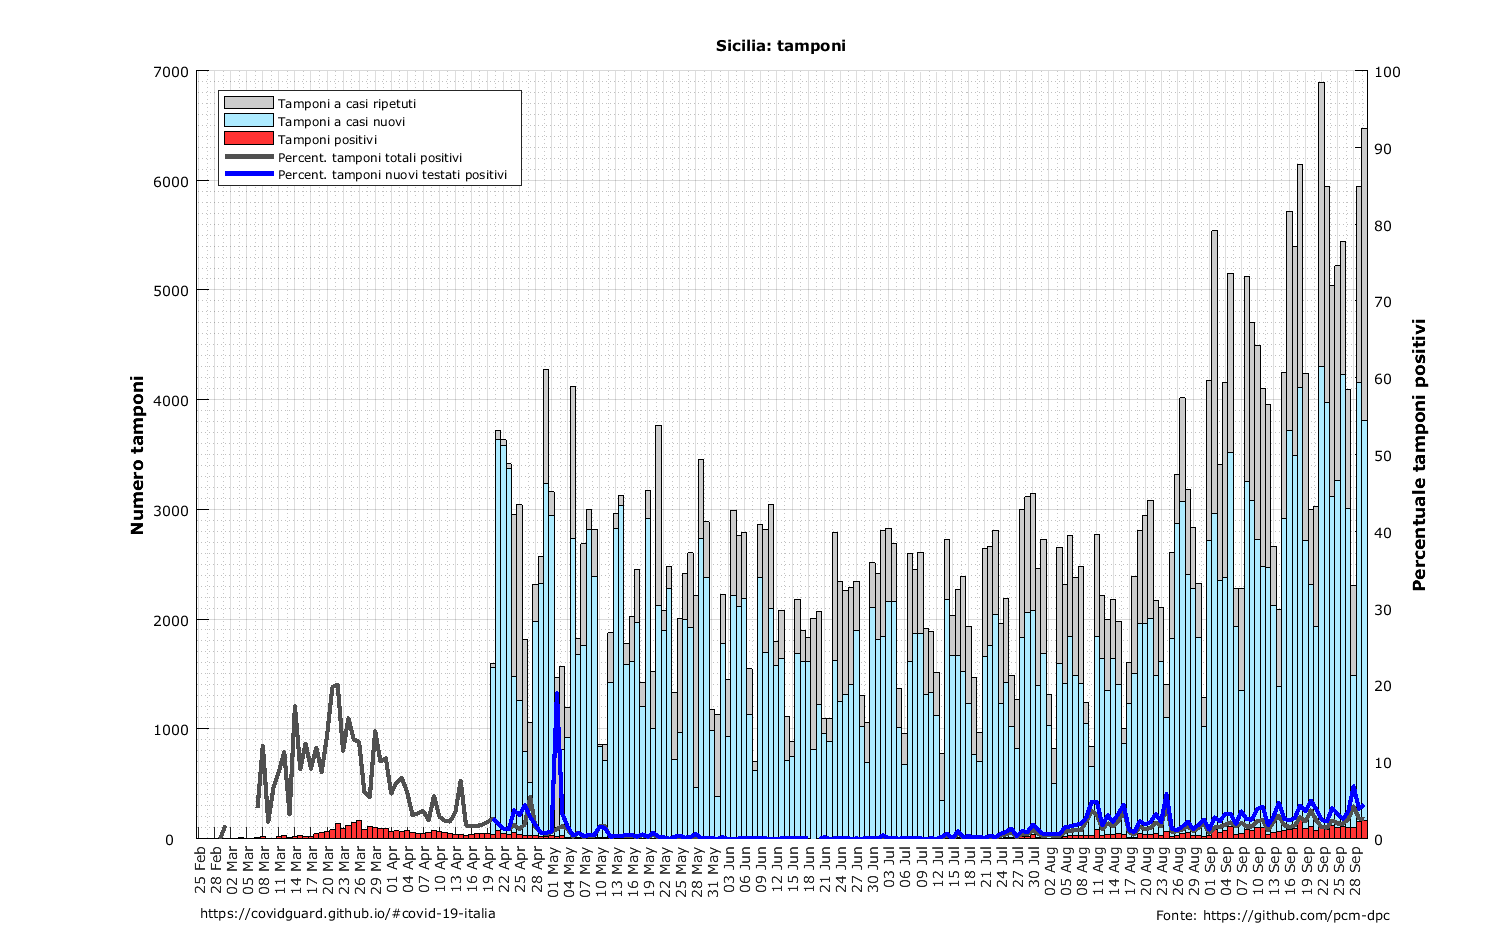 Sicilia: tamponi
7000
6000
5000
4000
3000
2000
1000
0
Numero tamponi
100
90
80
70
60
50
40
30
20
10
0
Percentuale tamponi positivi
Tamponi a casi ripetuti
Tamponi a casi nuovi
Tamponi positivi
Percent. tamponi totali positivi
Percent. tamponi nuovi testati positivi
25 Feb
28 Feb
02 Mar
05 Mar
08 Mar
11 Mar
14 Mar
17 Mar
20 Mar
23 Mar
26 Mar
29 Mar
01 Apr
04 Apr
07 Apr
10 Apr
13 Apr
16 Apr
19 Apr
22 Apr
25 Apr
28 Apr
01 May
04 May
07 May
10 May
13 May
16 May
19 May
22 May
25 May
28 May
31 May
03 Jun
06 Jun
09 Jun
12 Jun
15 Jun
18 Jun
21 Jun
24 Jun
27 Jun
30 Jun
03 Jul
06 Jul
09 Jul
12 Jul
15 Jul
18 Jul
21 Jul
24 Jul
27 Jul
30 Jul
02 Aug
05 Aug
08 Aug
11 Aug
14 Aug
17 Aug
20 Aug
23 Aug
26 Aug
29 Aug
01 Sep
04 Sep
07 Sep
10 Sep
13 Sep
16 Sep
19 Sep
22 Sep
25 Sep
28 Sep
https://covidguard.github.io/#covid-19-italia
Fonte: https://github.com/pcm-dpc